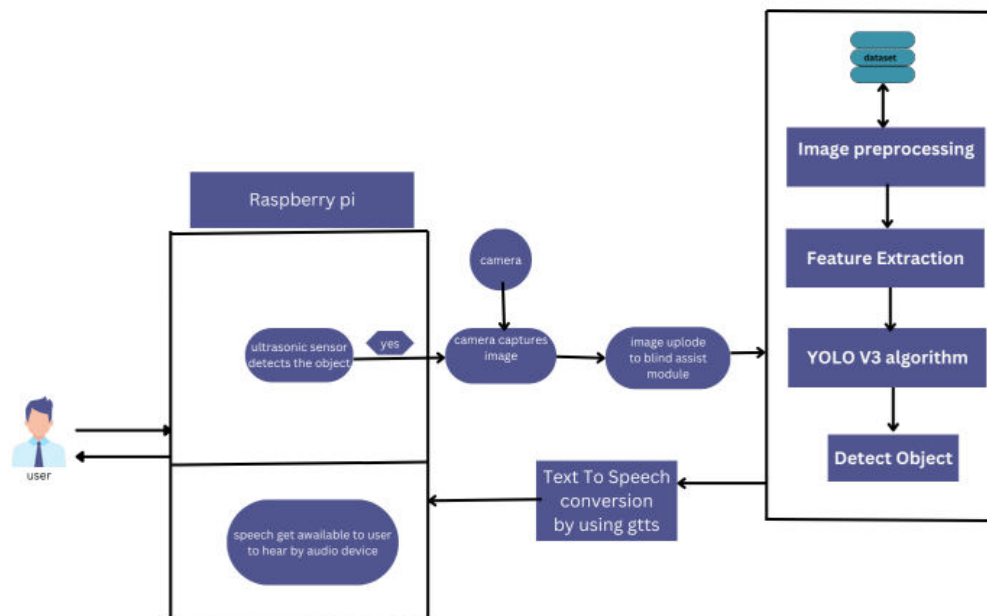 dataset
Image preprocessing
Raspberry pi
Feature Extraction
camera
ultrasonic sensor
detects the object
yes
camera captures
image
image uplode
to blind assist
module
YOLO V3 algorithm
user
Detect Object
Text To Speech
conversion
by using gtts
speech get awailable to user
to hear by audio device